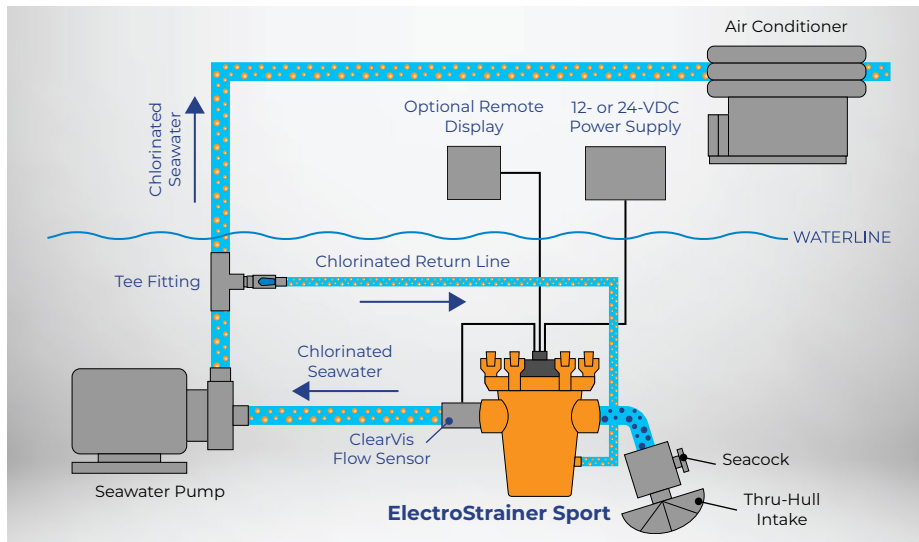 Air Conditioner
Optional Remote
Display
12- or 24-VDC
Power Supply
Chlorinated
Seawater
WATERLINE
Chlorinated Return Line
Tee Fitting
Chlorinated
Seawater
ClearVis
Flow Sensor
Seacock
Seawater Pump
Thru-Hull
Intake
ElectroStrainer Sport